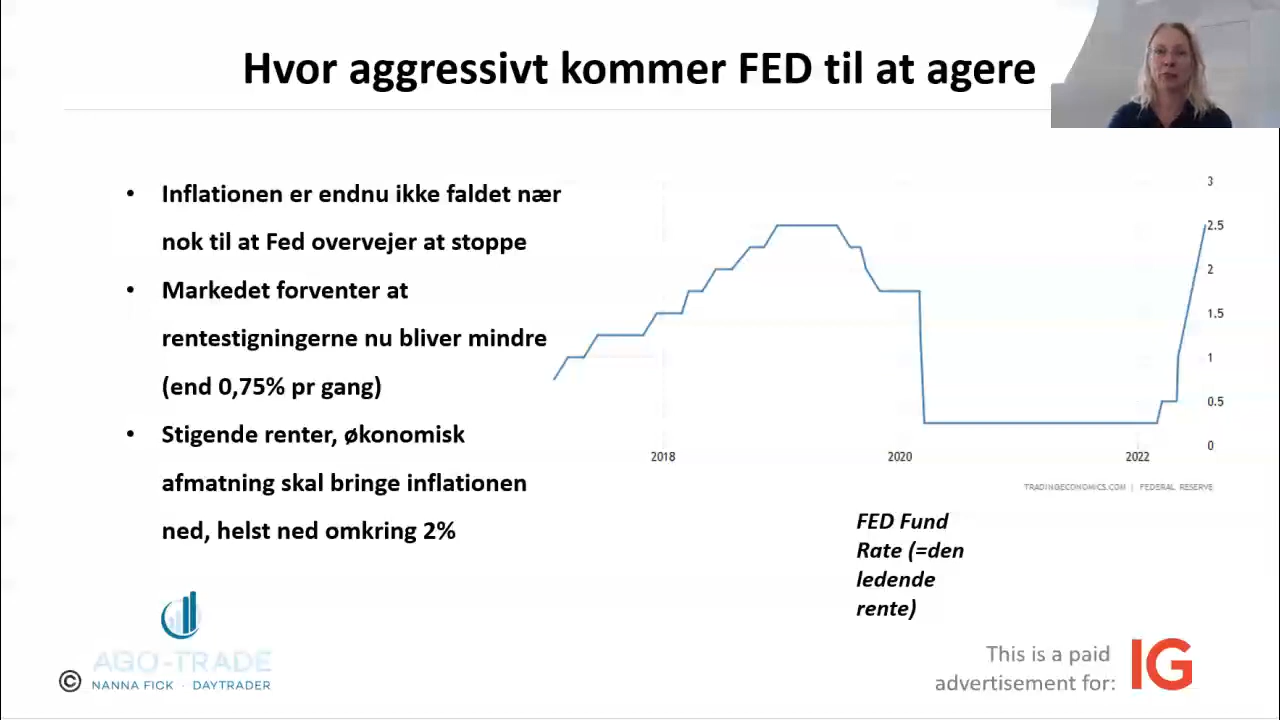 Hvor aggressivt kommer FED til at agere
• Inflationen er endnu ikke faldet nær
nok til at Fed overvejer at stoppe
• Markedet forventer at
rentestigningerne nu bliver mindre
(end 0,75% pr gang)
• Stigende renter, økonomisk
afmatning skal bringe inflationen
ned, helst ned omkring 2%
3
2.5
2
1.5
1
0.5
0
2018 2020 2022
TRADINGECONOMICS.COM | FEDERAL RESERVE
FED Fund
Rate (=den
ledende
rente)
AGO-TRADE
© NANNA FICK · DAYTRADER
This is a paid
advertisement for:
IG